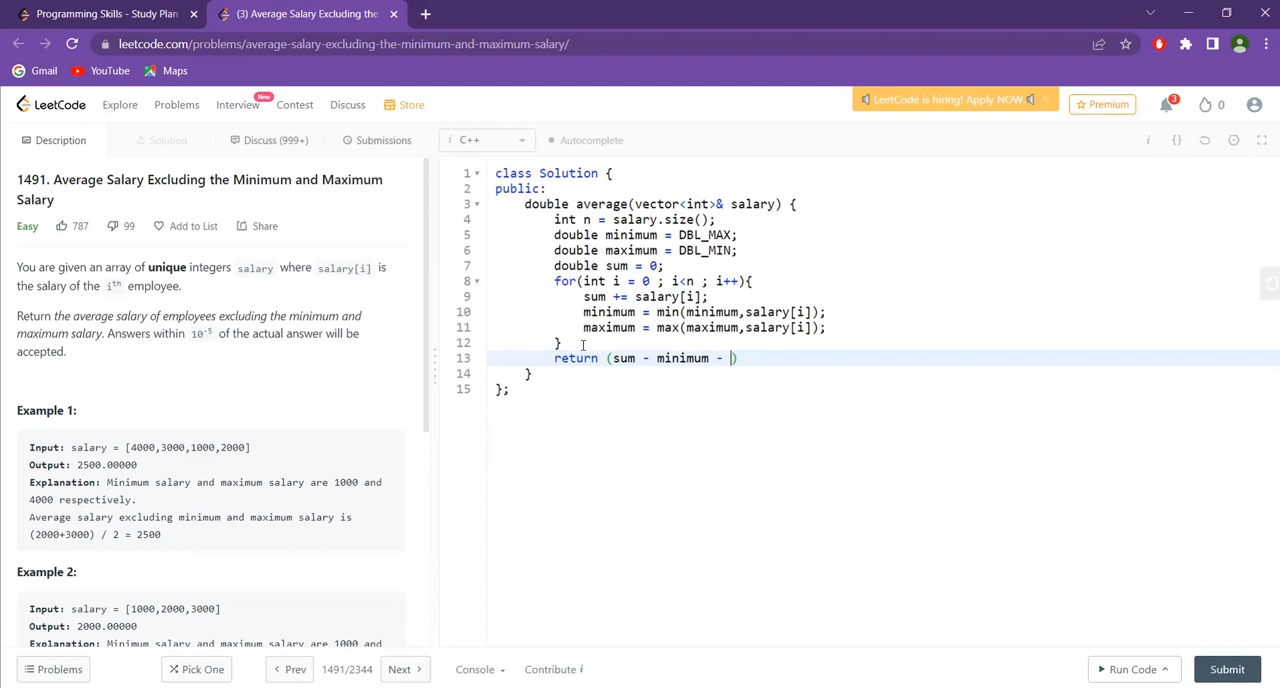 Programming Skills - Study Plan
(3) Average Salary Excluding the
leetcode.com/problems/average-salary-excluding-the-minimum-and-maximum-salary/
Gmail YouTube Maps
LeetCode Explore Problems Interview New Contest Discuss Store
LeetCode is hiring! Apply NOW
Premium 3 0
Description Solution Discuss (999+) Submissions
i C++ Autocomplete i {}
1491. Average Salary Excluding the Minimum and Maximum
Salary
Easy 787 99 Add to List Share
You are given an array of unique integers salary where salary[i] is
the salary of the ith employee.
Return the average salary of employees excluding the minimum and
maximum salary. Answers within 10-5 of the actual answer will be
accepted.
Example 1:
Input: salary = [4000,3000,1000,2000]
Output: 2500.00000
Explanation: Minimum salary and maximum salary are 1000 and
4000 respectively.
Average salary excluding minimum and maximum salary is
(2000+3000) / 2 = 2500
Example 2:
Input: salary = [1000,2000,3000]
Output: 2000.00000
Explanation: Minimum salary and maximum salary are 1000 and
1 class Solution {
2 public:
3 double average(vector<int>& salary) {
4 int n = salary.size();
5 double minimum = DBL_MAX;
6 double maximum = DBL_MIN;
7 double sum = 0;
8 for(int i = 0 ; i<n ; i++){
9 sum += salary[i];
10 minimum = min(minimum,salary[i]);
11 maximum = max(maximum,salary[i]);
12 }
13 return (sum - minimum - )
14 }
15 };
Problems Pick One Prev 1491/2344 Next Console Contribute i Run Code Submit